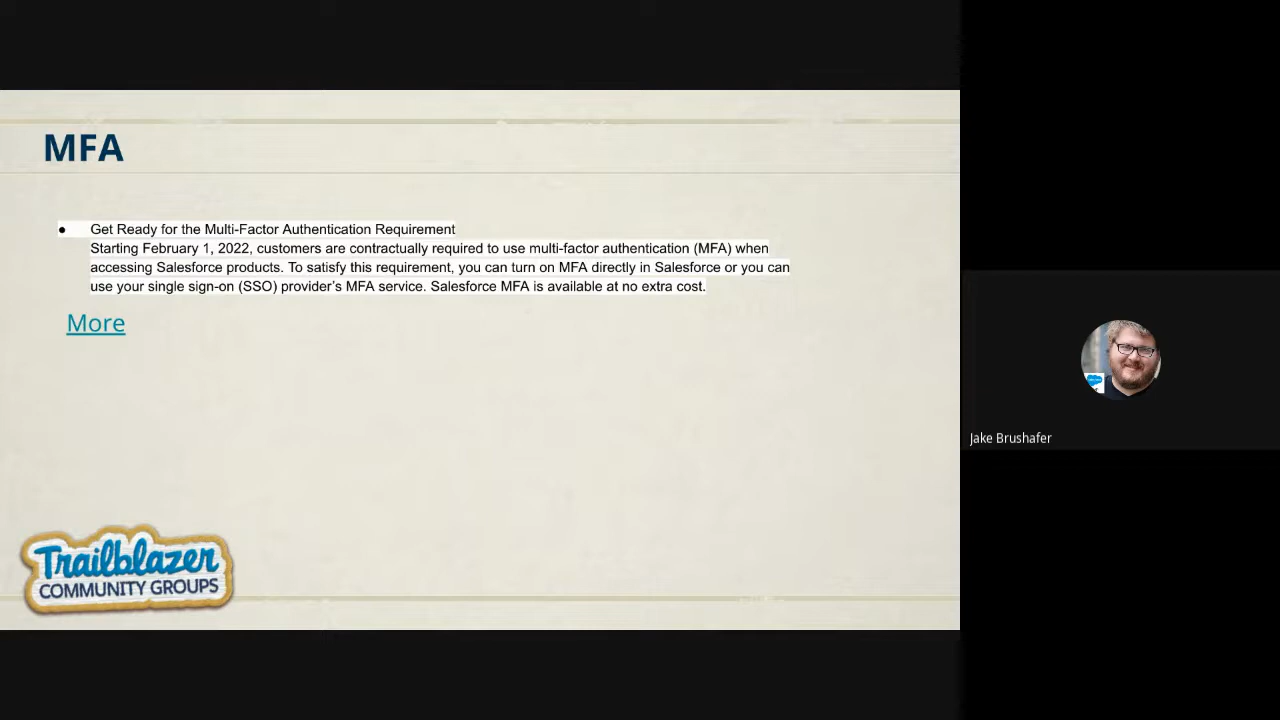 MFA
● Get Ready for the Multi-Factor Authentication Requirement
Starting February 1, 2022, customers are contractually required to use multi-factor authentication (MFA) when
accessing Salesforce products. To satisfy this requirement, you can turn on MFA directly in Salesforce or you can
use your single sign-on (SSO) provider’s MFA service. Salesforce MFA is available at no extra cost.
More
Trailblazer
COMMUNITY GROUPS
Jake Brushafer